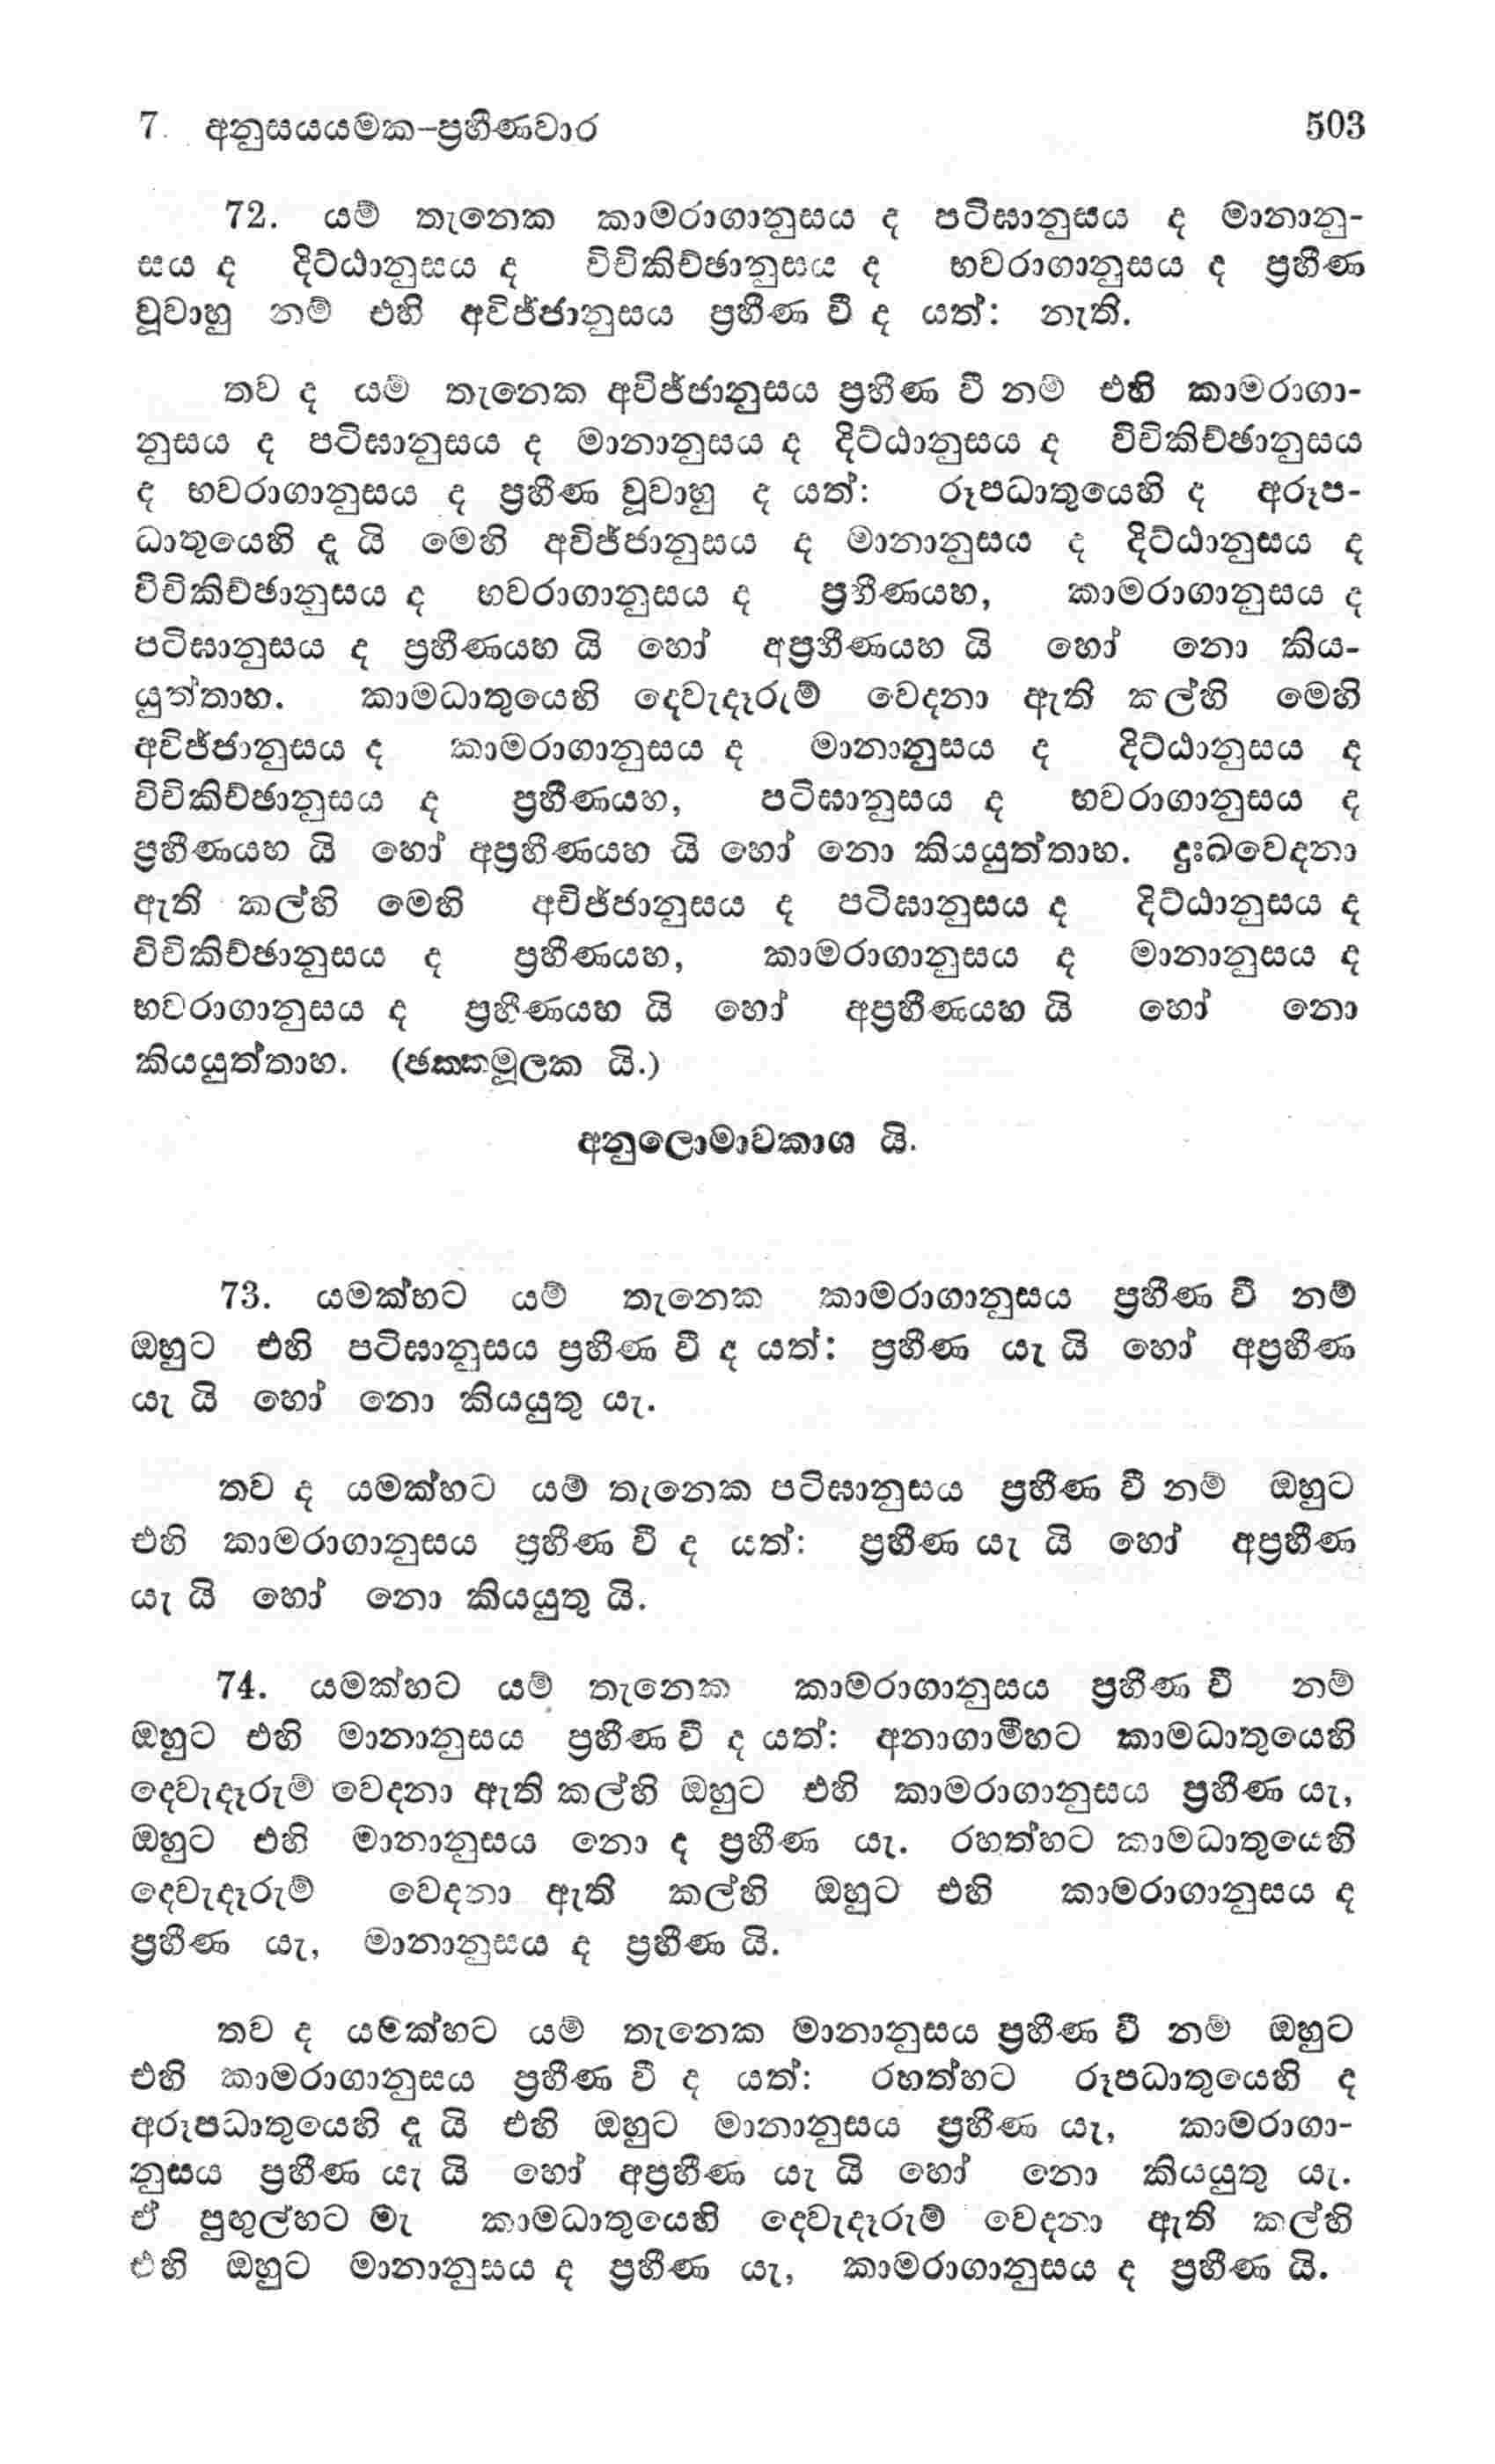 7. අනුසයයමක-ප්‍රහීණවාර 503
72. යම් තැනෙක කාමරාගානුසය ද පටිඝානුසය ද මානානු-
සය ද දිට්ඨානුසය ද විචිකිච්ඡානුසය ද භවරාගානුසය ද ප්‍රහීණ
වූවාහු නම් එහි අවිජ්ජානුසය ප්‍රහීණ වී ද යත්: නැති.
තව ද යම් තැනෙක අවිජ්ජානුසය ප්‍රහීණ වී නම් එහි කාමරාගා-
නුසය ද පටිඝානුසය ද මානානුසය ද දිට්ඨානුසය ද විචිකිච්ඡානුසය
ද භවරාගානුසය ද ප්‍රහීණ වූවාහු ද යත්: රූපධාතුයෙහි ද අරූප-
ධාතුයෙහි දූ යි මෙහි අවිජ්ජානුසය ද මානානුසය ද දිට්ඨානුසය ද
විචිකිච්ඡානුසය ද භවරාගානුසය ද ප්‍රහීණයහ, කාමරාගානුසය ද
පටිඝානුසය ද ප්‍රහීණයහ යි හෝ අප්‍රහීණයහ යි හෝ නො කිය-
යුත්තාහ. කාමධාතුයෙහි දෙවැදෑරුම් වෙදනා ඇති කල්හි මෙහි
අවිජ්ජානුසය ද කාමරාගානුසය ද මානානුසය ද දිට්ඨානුසය ද
විචිකිච්ඡානුසය ද ප්‍රහීණයහ, පටිඝානුසය ද භවරාගානුසය ද
ප්‍රහීණයහ යි හෝ අප්‍රහීණයහ යි හෝ නො කියයුත්තාහ. දුඃඛවෙදනා
ඇති කල්හි මෙහි අවිජ්ජානුසය ද පටිඝානුසය ද දිට්ඨානුසය ද
විචිකිච්ඡානුසය ද ප්‍රහීණයහ, කාමරාගානුසය ද මානානුසය ද
භවරාගානුසය ද ප්‍රහීණයහ යි හෝ අප්‍රහීණයහ යි හෝ නො
කියයුත්තාහ. (ඡක්කමූලක යි.)
අනුලොමාවකාශ යි.
73. යමක්හට යම් තැනෙක කාමරාගානුසය ප්‍රහීණ වී නම්
ඔහුට එහි පටිඝානුසය ප්‍රහීණ වී ද යත්: ප්‍රහීණ යැ යි හෝ අප්‍රහීණ
යැ යි හෝ නො කියයුතු යැ.
තව ද යමක්හට යම් තැනෙක පටිඝානුසය ප්‍රහීණ වී නම් ඔහුට
එහි කාමරාගානුසය ප්‍රහීණ වී ද යත්: ප්‍රහීණ යැ යි හෝ අප්‍රහීණ
යැ යි හෝ නො කියයුතු යි.
74. යමක්හට යම් තැනෙක කාමරාගානුසය ප්‍රහීණ වී නම්
ඔහුට එහි මානානුසය ප්‍රහීණ වී ද යත්: අනාගාමීහට කාමධාතුයෙහි
දෙවැදෑරුම් වෙදනා ඇති කල්හි ඔහුට එහි කාමරාගානුසය ප්‍රහීණ යැ,
ඔහුට එහි මානානුසය නො ද ප්‍රහීණ යැ. රහත්හට කාමධාතුයෙහි
දෙවැදෑරුම් වෙදනා ඇති කල්හි ඔහුට එහි කාමරාගානුසය ද
ප්‍රහීණ යැ, මානානුසය ද ප්‍රහීණ යි.
තව ද යමක්හට යම් තැනෙක මානානුසය ප්‍රහීණ වී නම් ඔහුට
එහි කාමරාගානුසය ප්‍රහීණ වී ද යත්: රහත්හට රූපධාතුයෙහි ද
අරූපධාතුයෙහි දූ යි එහි ඔහුට මානානුසය ප්‍රහීණ යැ, කාමරාගා-
නුසය ප්‍රහීණ යැ යි හෝ අප්‍රහීණ යැ යි හෝ නො කියයුතු යැ.
ඒ පුඟුල්හට මැ කාමධාතුයෙහි දෙවැදෑරුම් වෙදනා ඇති කල්හි
එහි ඔහුට මානානුසය ද ප්‍රහීණ යැ, කාමරාගානුසය ද ප්‍රහීණ යි.